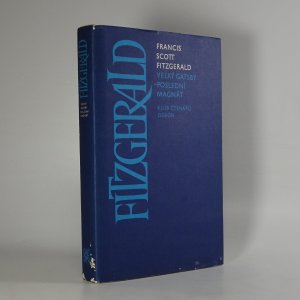 FRANCIS
SCOTT
FITZGERALD
VELKÝ GATSBY
POSLEDNÍ
MAGNÁT
KLUB ČTENÁŘŮ
ODEON
FITZGERALD
FITZGERALD